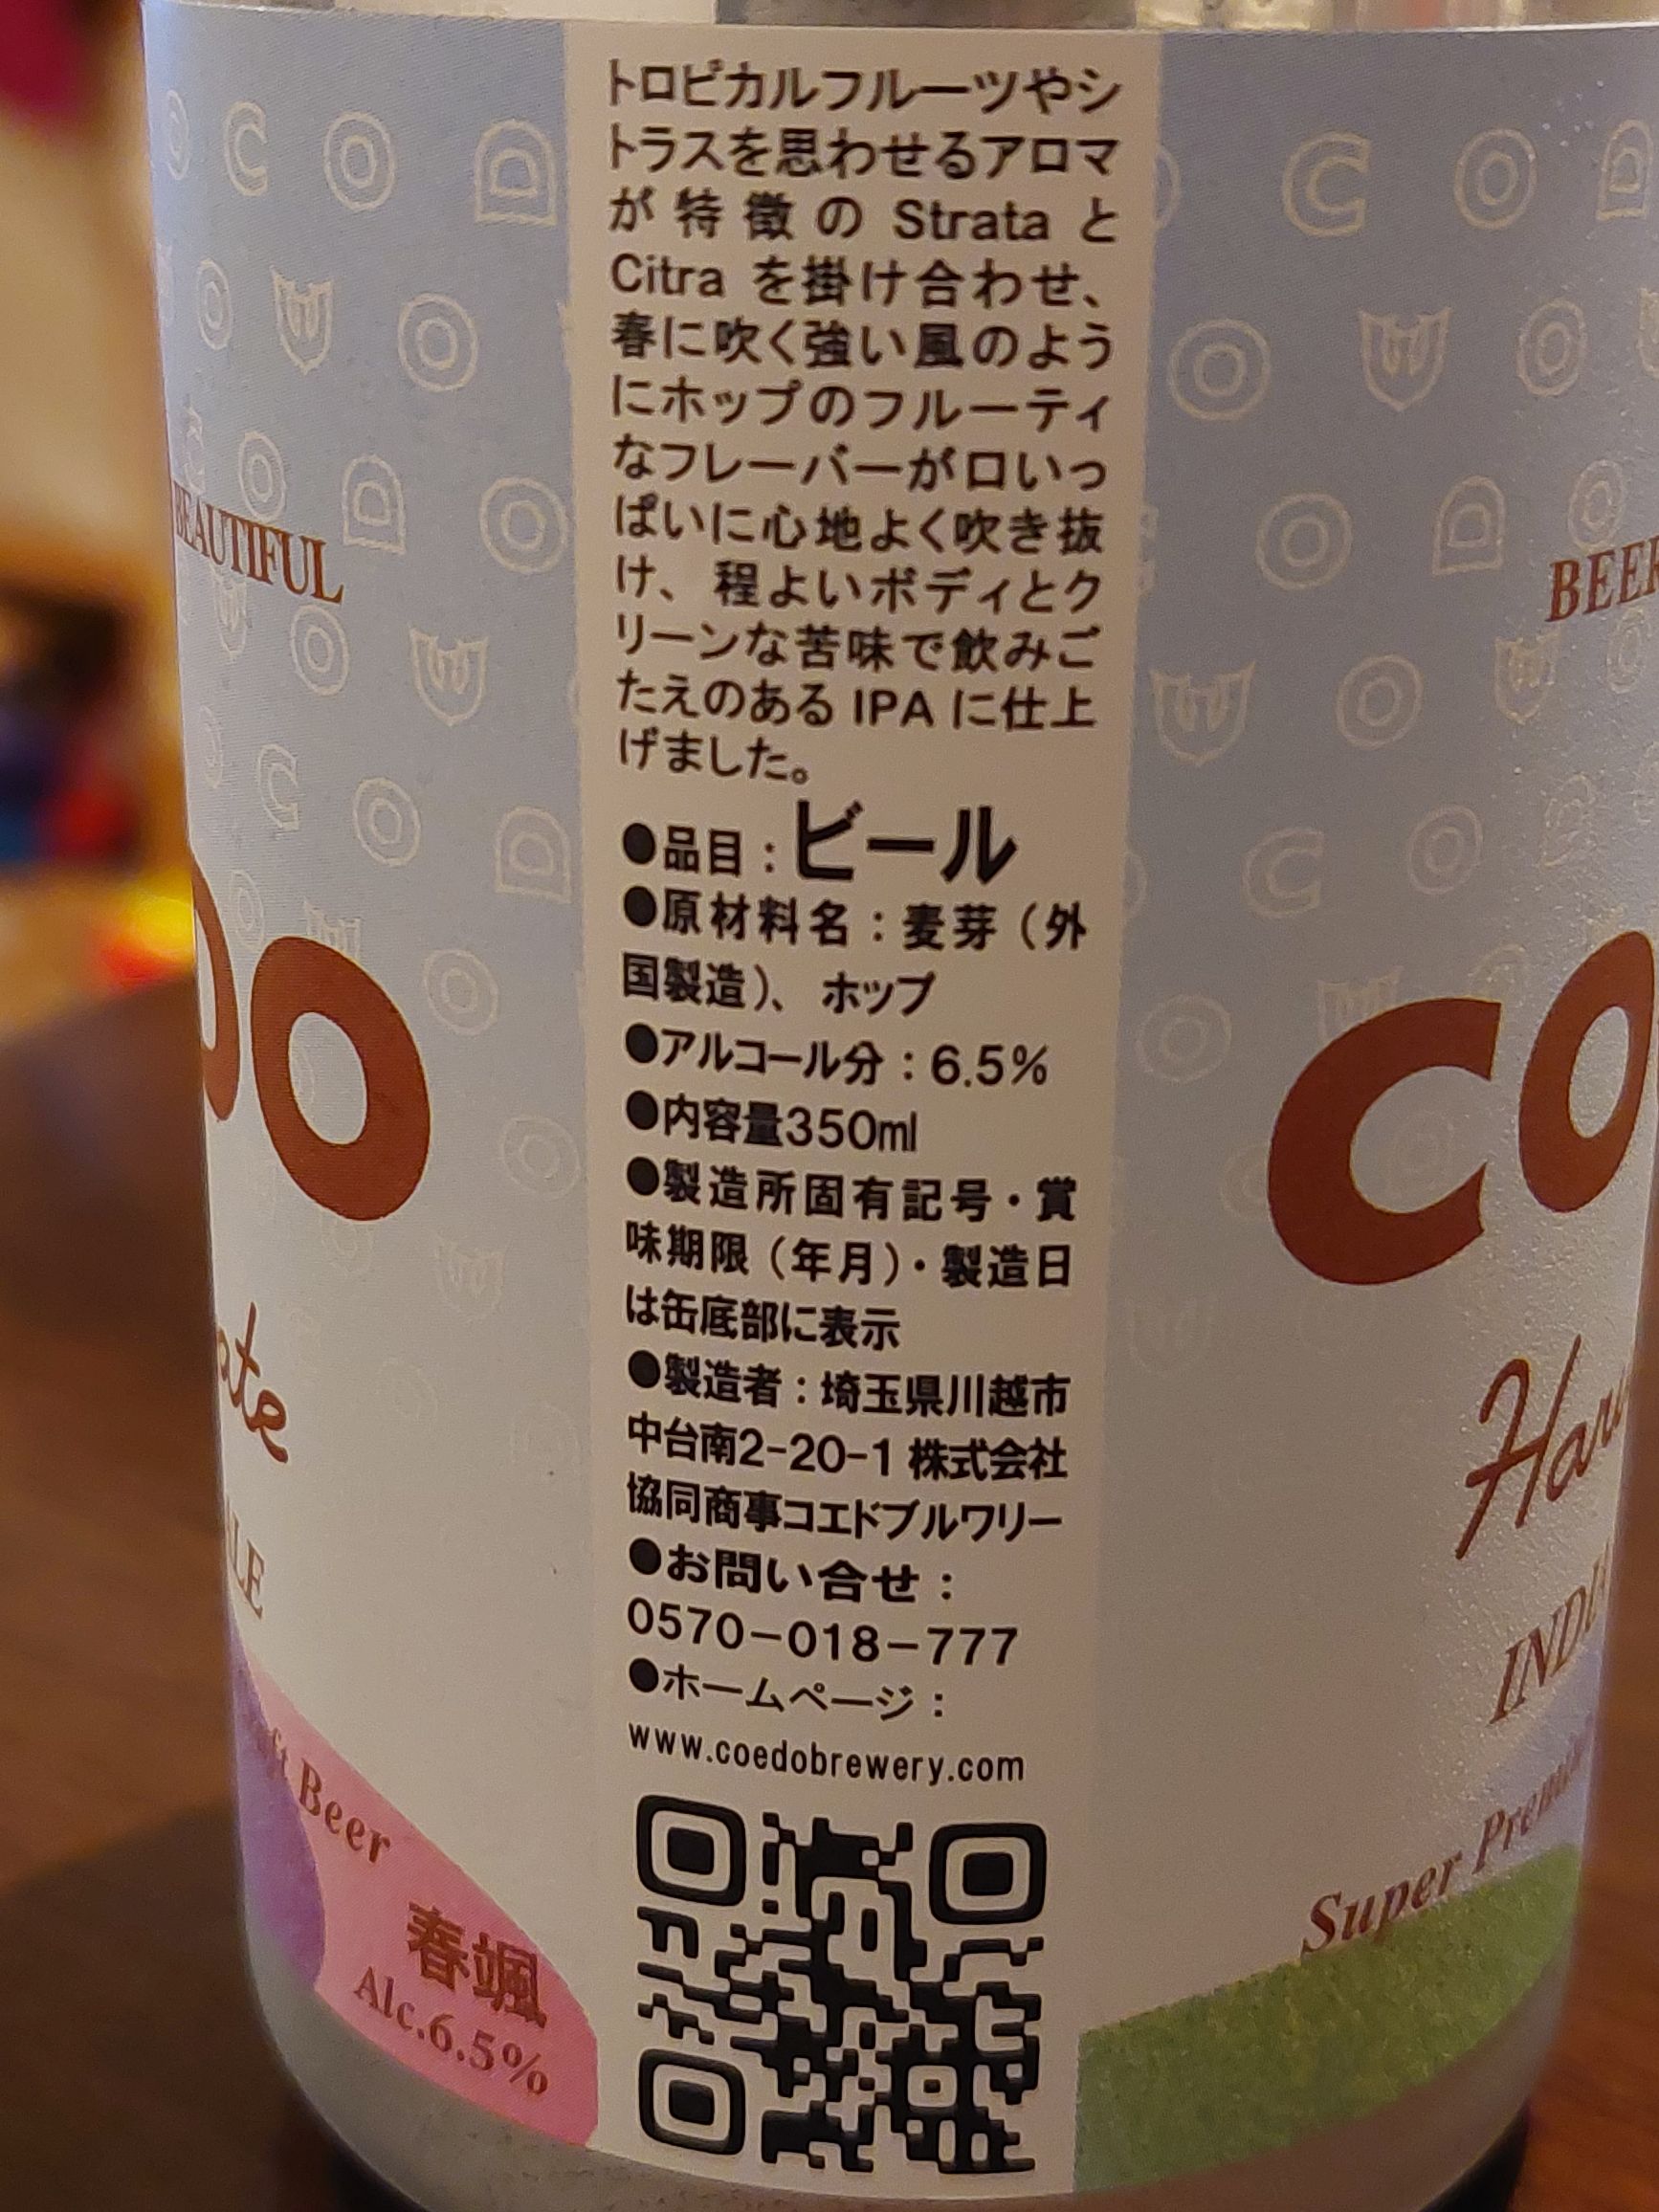 トロピカルフルーツやシ
トラスを思わせるアロマ
が特徴の Strata と
Citra を掛け合わせ、
春に吹く強い風のよう
にホップのフルーティ
なフレーバーが口いっ
ぱいに心地よく吹き抜
け、程よいボディとク
リーンな苦味で飲みご
たえのある IPA に仕上
げました。
●品目：ビール
●原材料名：麦芽（外
国製造）、ホップ
●アルコール分：6.5%
●内容量350ml
●製造所固有記号・賞
味期限（年月）・製造日
は缶底部に表示
●製造者：埼玉県川越市
中台南2-20-1 株式会社
協同商事コエドブルワリー
●お問い合せ：
0570−018−777
●ホームページ：
www.coedobrewery.com
BEAUTIFUL
Beer
春颯
Alc.6.5%
BEER
CO
Super